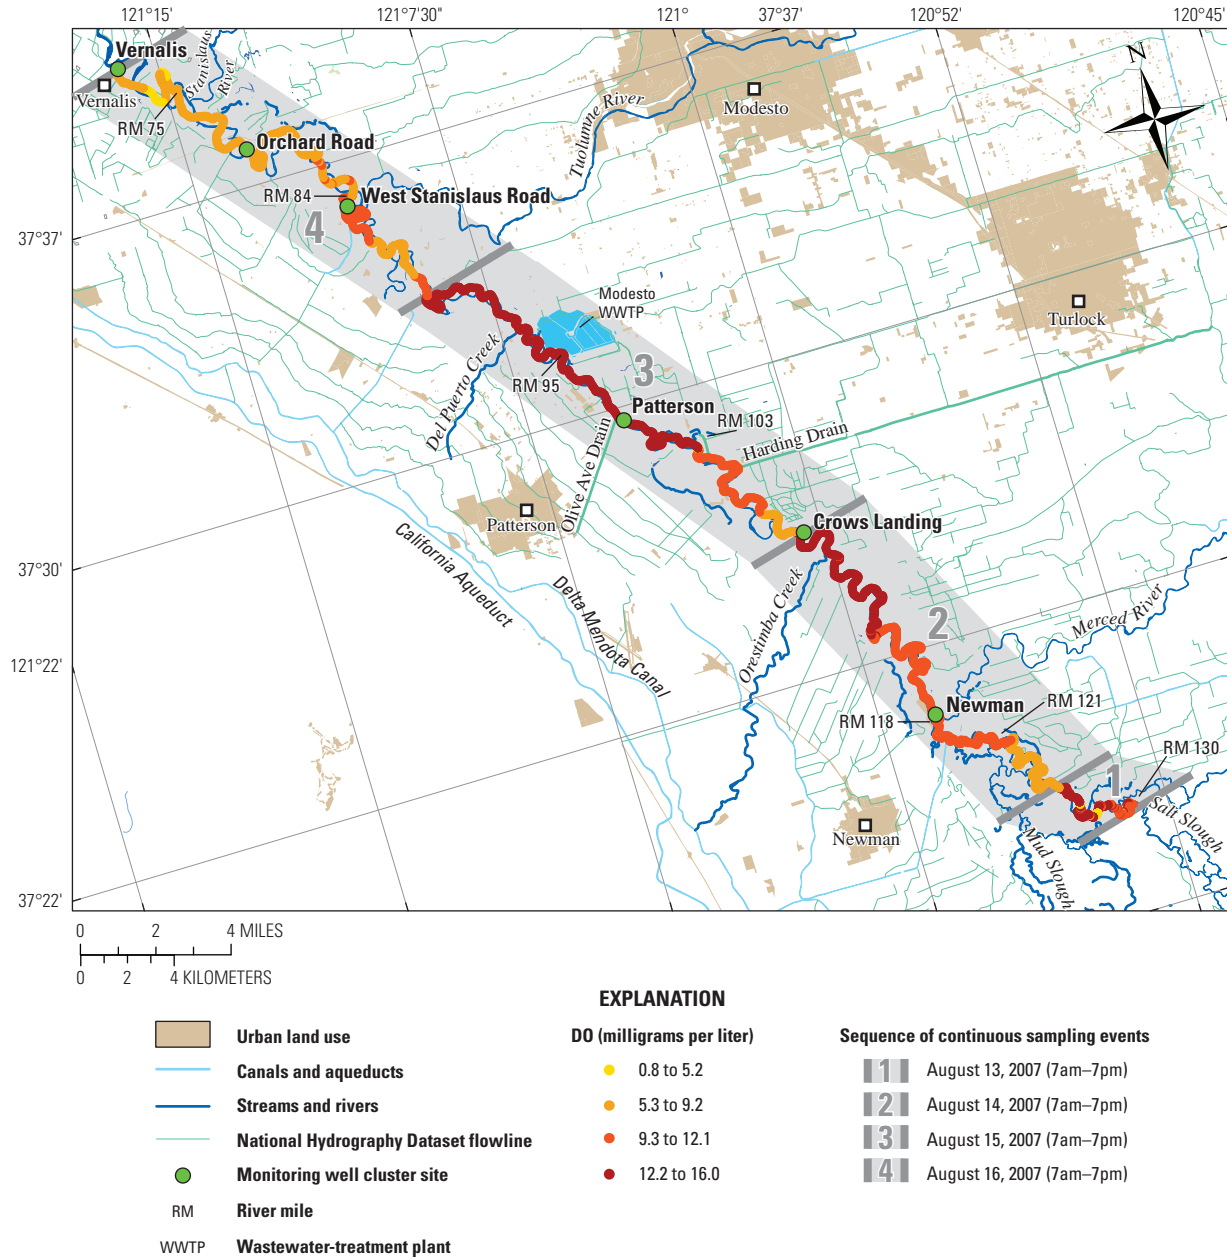 121°15'
121°7'30"
121°
37°37'
120°52'
120°45'
Vernalis
Vernalis
Stanislaus
River
RM 75
Orchard Road
RM 84
West Stanislaus Road
4
Tuolumne River
Modesto
N
37°37'
Turlock
Modesto
WWTP
Del Puerto Creek
RM 95
3
Patterson
RM 103
Harding Drain
Olive Ave Drain
Patterson
Crows Landing
California Aqueduct
Delta Mendota Canal
Orestimba Creek
2
Merced River
37°30'
121°22'
Newman
RM 118
RM 121
RM 130
1
Salt Slough
Mud Slough
Newman
37°22'
0 2 4 MILES
0 2 4 KILOMETERS
EXPLANATION
Urban land use
Canals and aqueducts
Streams and rivers
National Hydrography Dataset flowline
Monitoring well cluster site
RM River mile
WWTP Wastewater-treatment plant
DO (milligrams per liter)
0.8 to 5.2
5.3 to 9.2
9.3 to 12.1
12.2 to 16.0
Sequence of continuous sampling events
1 August 13, 2007 (7am–7pm)
2 August 14, 2007 (7am–7pm)
3 August 15, 2007 (7am–7pm)
4 August 16, 2007 (7am–7pm)